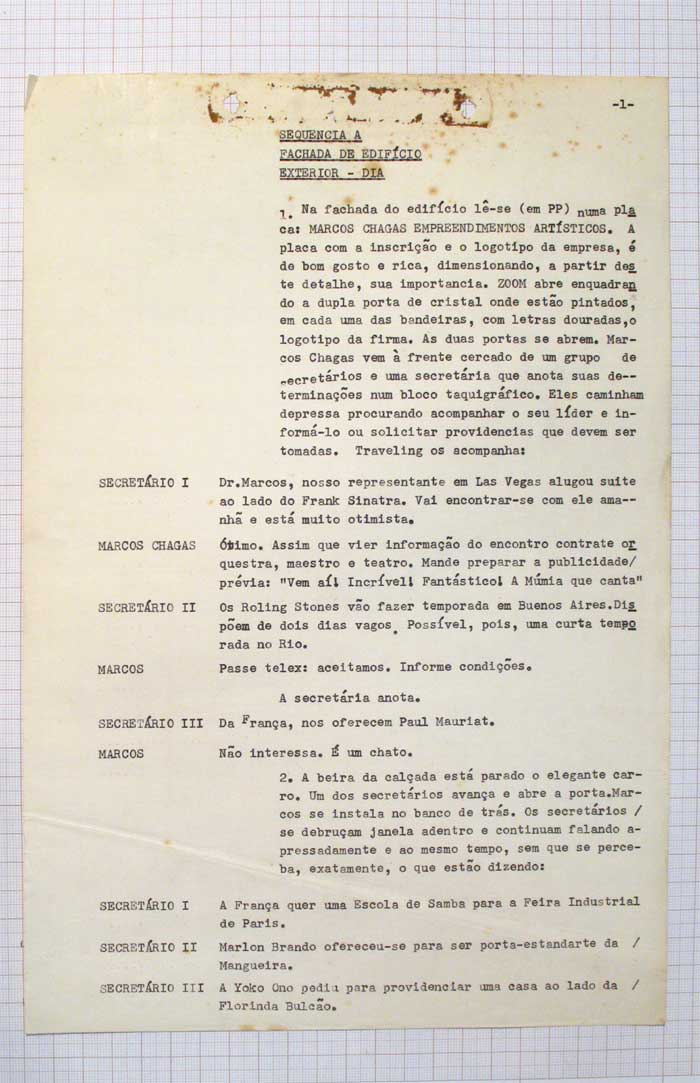 -1-
SEQUENCIA A
FACHADA DE EDIFÍCIO
EXTERIOR - DIA
1. Na fachada do edifício lê-se (em PP) numa pla
ca: MARCOS CHAGAS EMPREENDIMENTOS ARTÍSTICOS. A
placa com a inscrição e o logotipo da empresa, é
de bom gosto e rica, dimensionando, a partir des
te detalhe, sua importancia. ZOOM abre enquadran
do a dupla porta de cristal onde estão pintados,
em cada uma das bandeiras, com letras douradas,o
logotipo da firma. As duas portas se abrem. Mar-
cos Chagas vem à frente cercado de um grupo de
secretários e uma secretária que anota suas de--
terminações num bloco taquigráfico. Eles caminham
depressa procurando acompanhar o seu líder e in-
formá-lo ou solicitar providencias que devem ser
tomadas. Traveling os acompanha:
SECRETÁRIO I Dr.Marcos, nosso representante em Las Vegas alugou suite
ao lado do Frank Sinatra. Vai encontrar-se com ele ama--
nhã e está muito otimista.
MARCOS CHAGAS Ótimo. Assim que vier informação do encontro contrate or
questra, maestro e teatro. Mande preparar a publicidade/
prévia: "Vem aí! Incrível! Fantástico! A Múmia que canta"
SECRETÁRIO II Os Roling Stones vão fazer temporada em Buenos Aires.Dis
põem de dois dias vagos. Possível, pois, uma curta tempo
rada no Rio.
MARCOS Passe telex: aceitamos. Informe condições.
A secretária anota.
SECRETÁRIO III Da França, nos oferecem Paul Mauriat.
MARCOS Não interessa. É um chato.
2. A beira da calçada está parado o elegante car-
ro. Um dos secretários avança e abre a porta.Mar-
cos se instala no banco de trás. Os secretários /
se debruçam janela adentro e continuam falando a-
pressadamente e ao mesmo tempo, sem que se perce-
ba, exatamente, o que estão dizendo:
SECRETÁRIO I A França quer uma Escola de Samba para a Feira Industrial
de Paris.
SECRETÁRIO II Marlon Brando ofereceu-se para ser porta-estandarte da /
Mangueira.
SECRETÁRIO III A Yoko Ono pediu para providenciar uma casa ao lado da /
Florinda Bulcão.